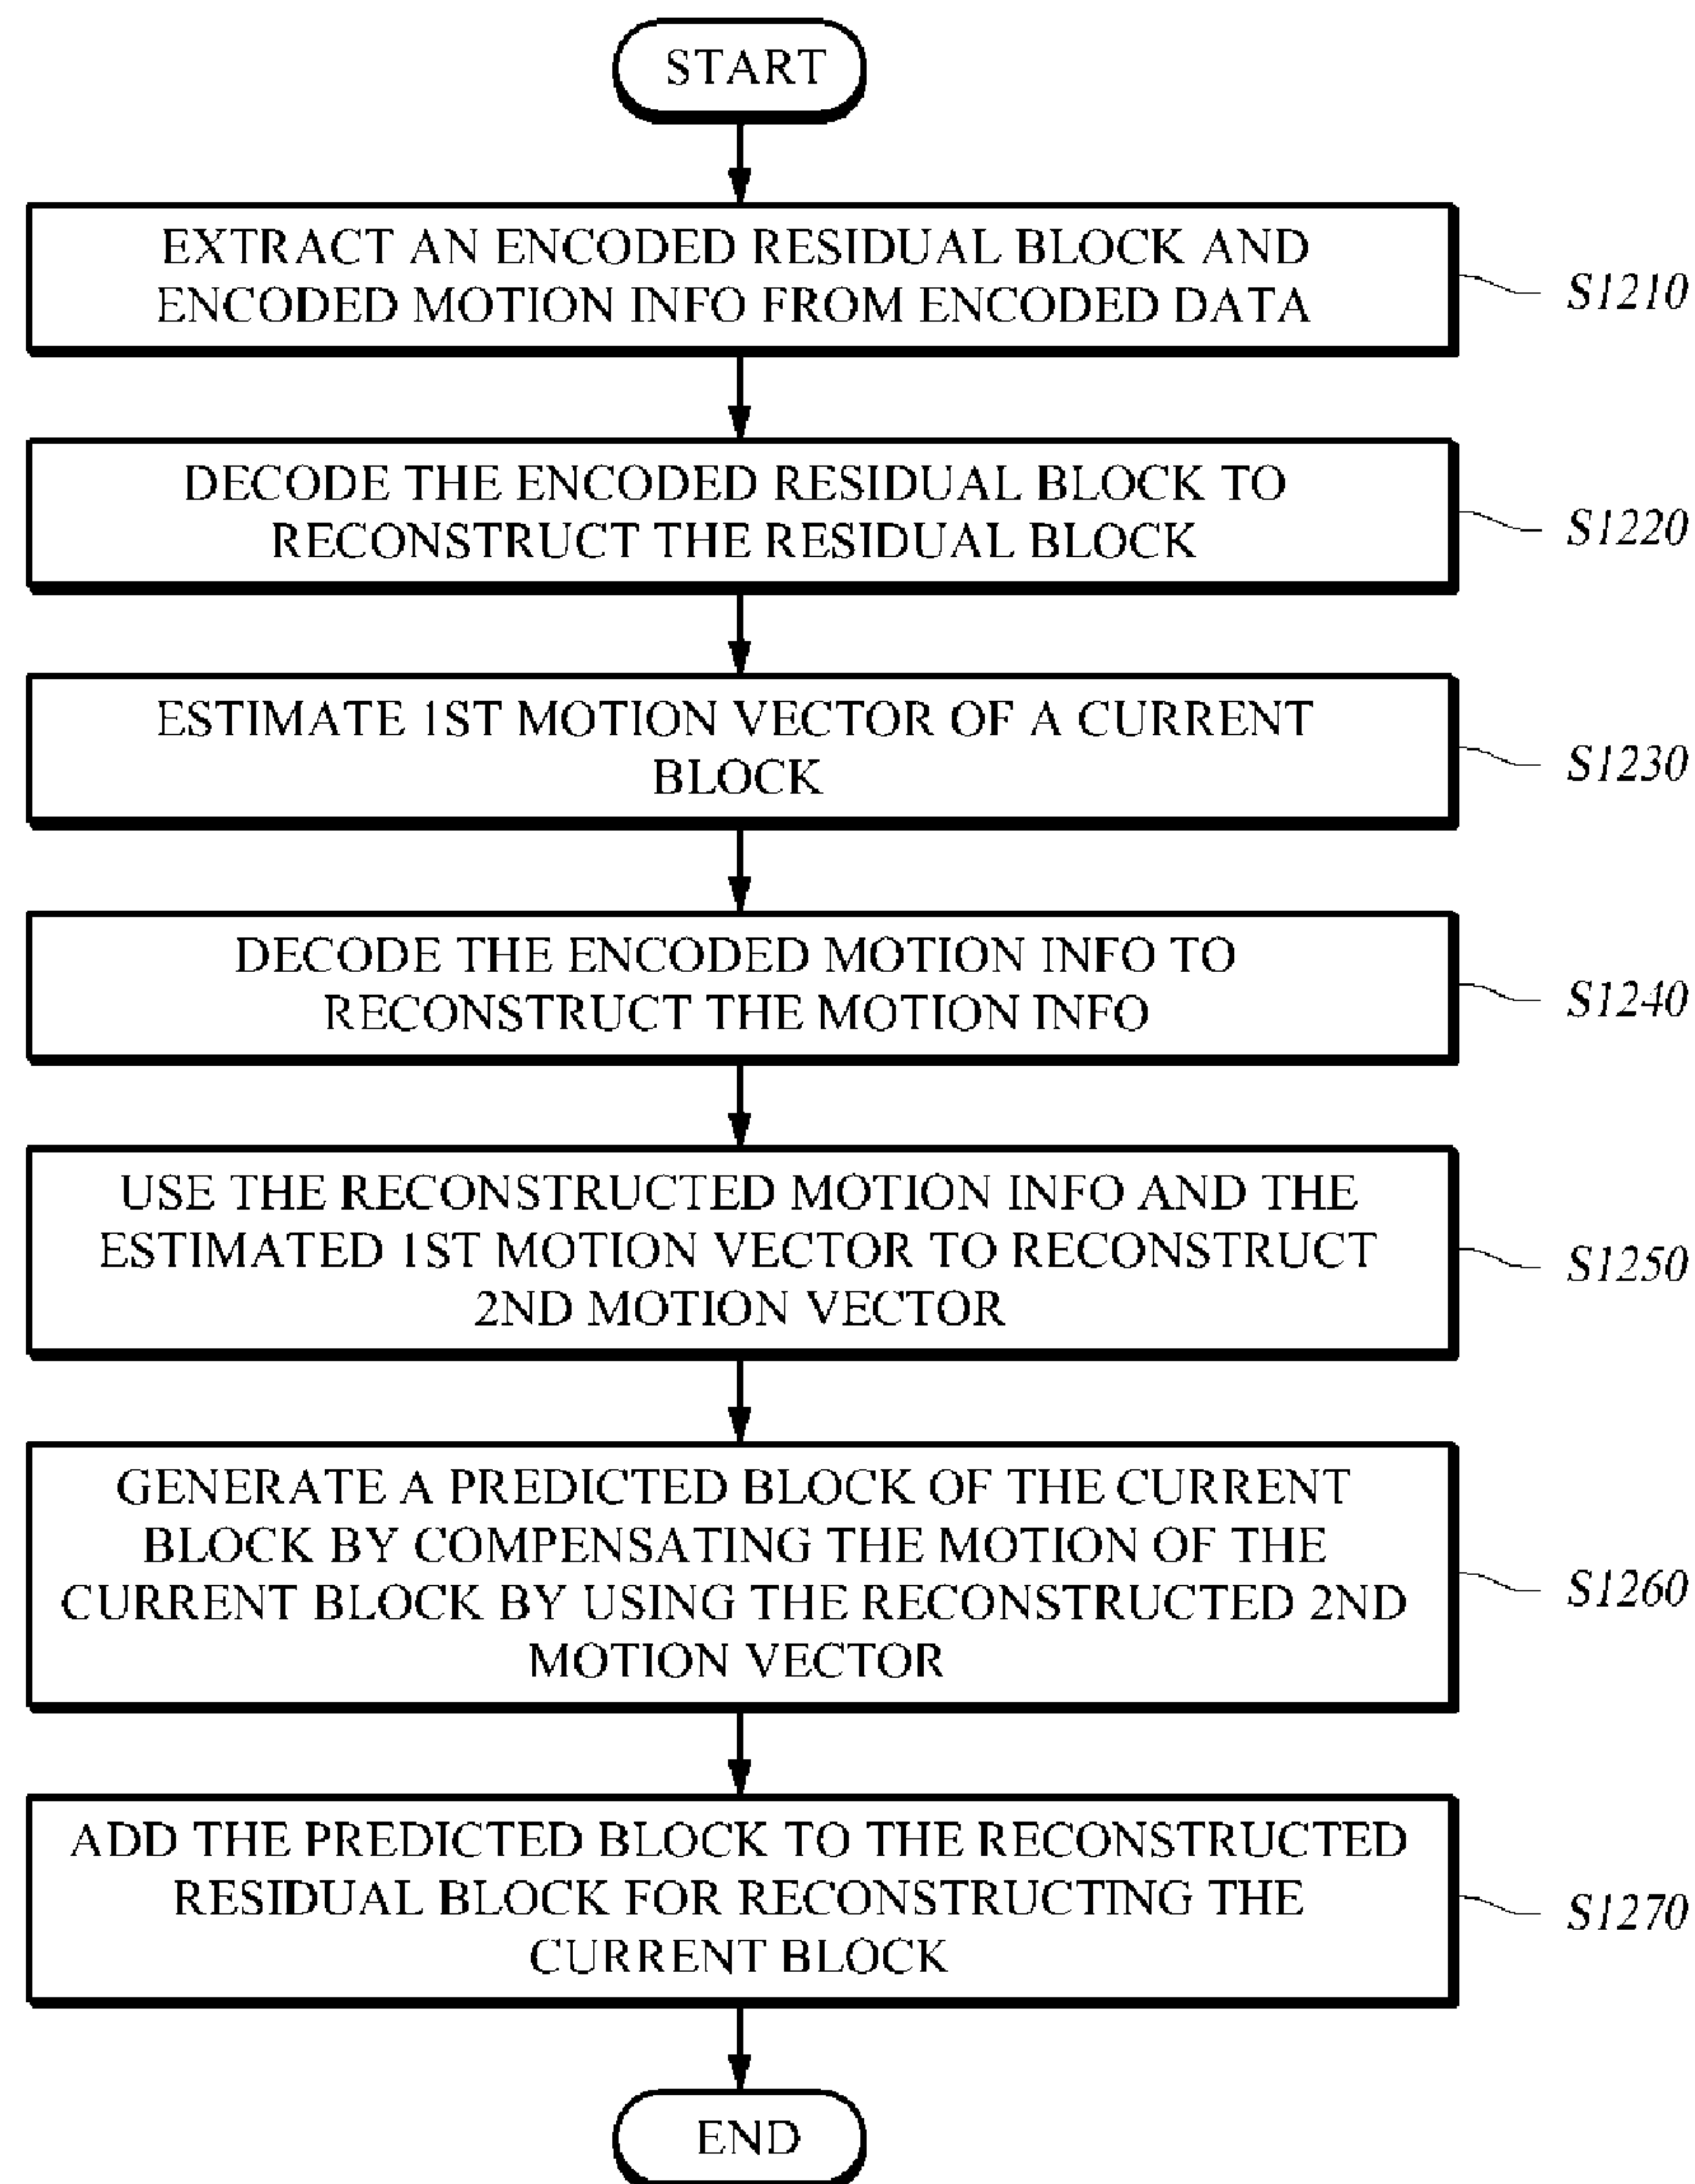 START
EXTRACT AN ENCODED RESIDUAL BLOCK AND
ENCODED MOTION INFO FROM ENCODED DATA
S1210
DECODE THE ENCODED RESIDUAL BLOCK TO
RECONSTRUCT THE RESIDUAL BLOCK
S1220
ESTIMATE 1ST MOTION VECTOR OF A CURRENT
BLOCK
S1230
DECODE THE ENCODED MOTION INFO TO
RECONSTRUCT THE MOTION INFO
S1240
USE THE RECONSTRUCTED MOTION INFO AND THE
ESTIMATED 1ST MOTION VECTOR TO RECONSTRUCT
2ND MOTION VECTOR
S1250
GENERATE A PREDICTED BLOCK OF THE CURRENT
BLOCK BY COMPENSATING THE MOTION OF THE
CURRENT BLOCK BY USING THE RECONSTRUCTED 2ND
MOTION VECTOR
S1260
ADD THE PREDICTED BLOCK TO THE RECONSTRUCTED
RESIDUAL BLOCK FOR RECONSTRUCTING THE
CURRENT BLOCK
S1270
END